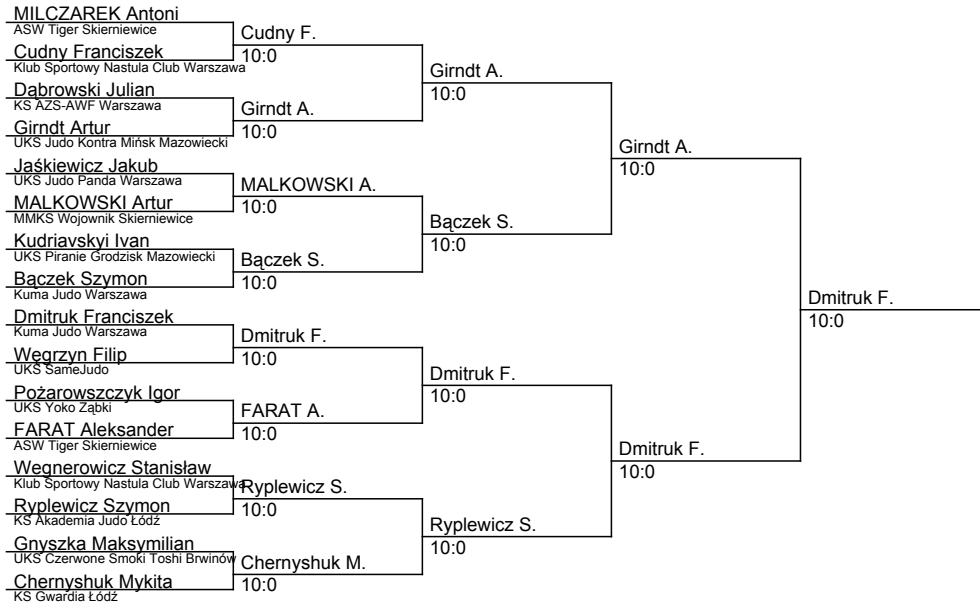 MILCZAREK Antoni
ASW Tiger Skierniewice
Cudny Franciszek
Klub Sportowy Nastula Club Warszawa
Dąbrowski Julian
KS AZS-AWF Warszawa
Girndt Artur
UKS Judo Kontra Mińsk Mazowiecki
Jaśkiewicz Jakub
UKS Judo Panda Warszawa
MALKOWSKI Artur
MMKS Wojownik Skierniewice
Kudriavskyi Ivan
UKS Piranie Grodzisk Mazowiecki
Bączek Szymon
Kuma Judo Warszawa
Dmitruk Franciszek
Kuma Judo Warszawa
Węgrzyn Filip
UKS SameJudo
Pożarowszczyk Igor
UKS Yoko Ząbki
FARAT Aleksander
ASW Tiger Skierniewice
Wegnerowicz Stanisław
Klub Sportowy Nastula Club Warszawa
Ryplewicz Szymon
KS Akademia Judo Łódź
Gnyszka Maksymilian
UKS Czerwone Smoki Toshi Brwinów
Chernyshuk Mykita
KS Gwardia Łódź
Cudny F.
10:0
Girndt A.
10:0
MALKOWSKI A.
10:0
Bączek S.
10:0
Dmitruk F.
10:0
FARAT A.
10:0
Ryplewicz S.
10:0
Chernyshuk M.
10:0
Girndt A.
10:0
Bączek S.
10:0
Dmitruk F.
10:0
Ryplewicz S.
10:0
Girndt A.
10:0
Dmitruk F.
10:0
Dmitruk F.
10:0